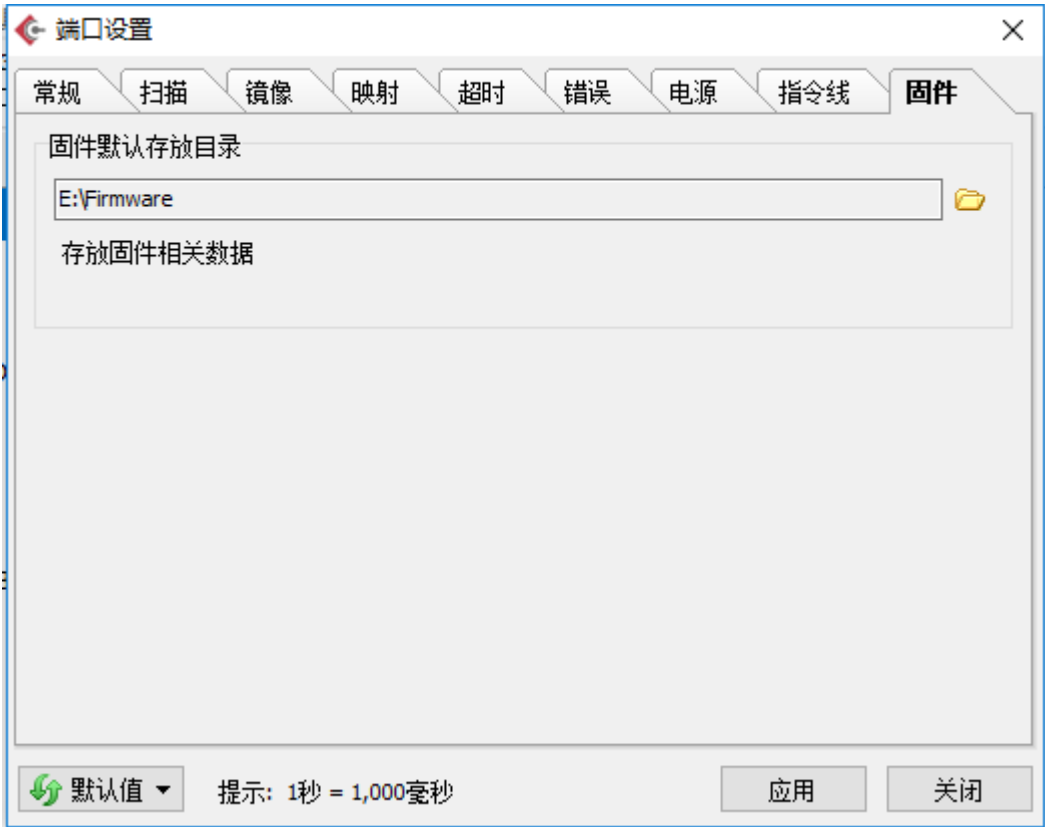 端口设置
常规 扫描 镜像 映射 超时 错误 电源 指令线 固件
固件默认存放目录
E:\Firmware
存放固件相关数据
默认值 提示: 1秒 = 1,000毫秒 应用 关闭